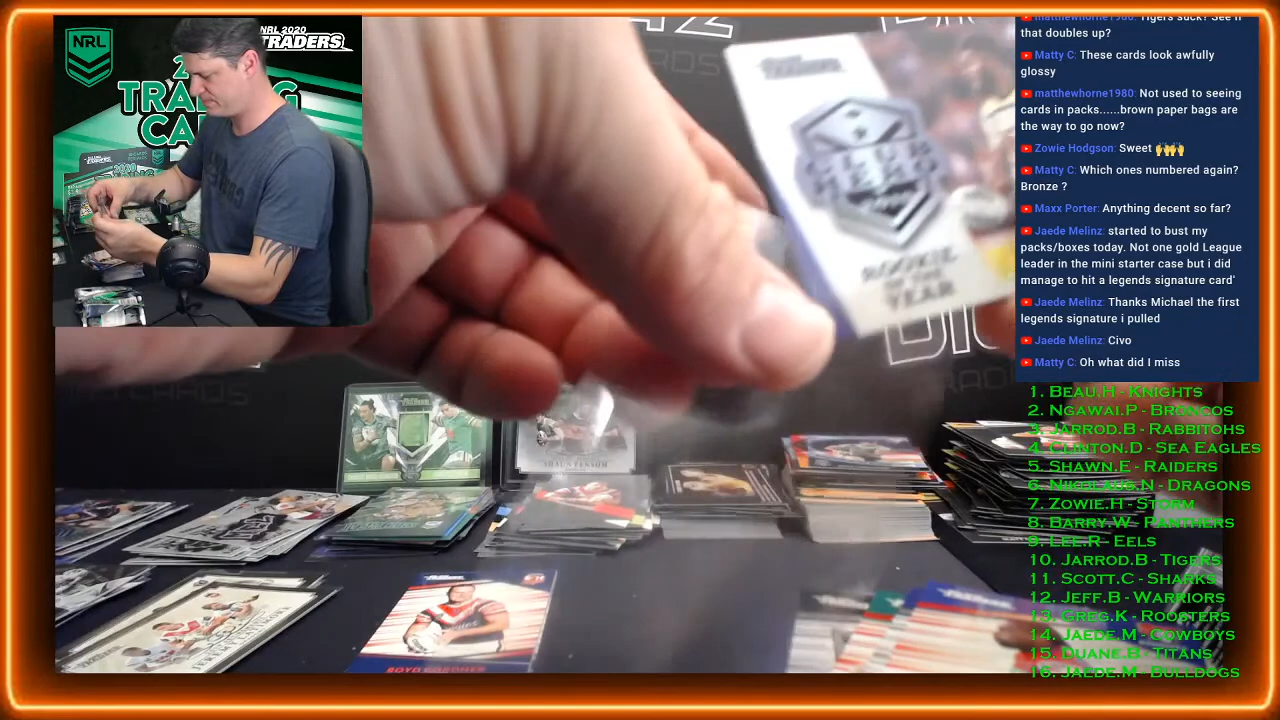 NRL
NRL 2020
TRADERS
TRADING
matthewhorne1980: Tigers suck? See if
that doubles up?
Matty C: These cards look awfully
glossy
matthewhorne1980: Not used to seeing
cards in packs......brown paper bags are
the way to go now?
Zowie Hodgson: Sweet 🙌🙌
Matty C: Which ones numbered again?
Bronze ?
Maxx Porter: Anything decent so far?
Jaede Melinz: started to bust my
packs/boxes today. Not one gold League
leader in the mini starter case but i did
manage to hit a legends signature card'
Jaede Melinz: Thanks Michael the first
legends signature i pulled
Jaede Melinz: Civo
Matty C: Oh what did I miss
ROOKIE
OF THE
YEAR
1. Beau.H - Knights
2. Ngawai.P - Broncos
3. Jarrod.B - Rabbitohs
4. Clinton.D - Sea Eagles
5. Shawn.E - Raiders
6. Nikolaus.N - Dragons
7. Zowie.H - Storm
8. Barry.W - Panthers
9. Lee.R - Eels
10. Jarrod.B - Tigers
11. Scott.C - Sharks
12. Jeff.B - Warriors
13. Greg.K - Roosters
14. Jaede.M - Cowboys
15. Duane.B - Titans
16. Jaede.M - Bulldogs
SHAUN FENSOM
BOYD CORDNER